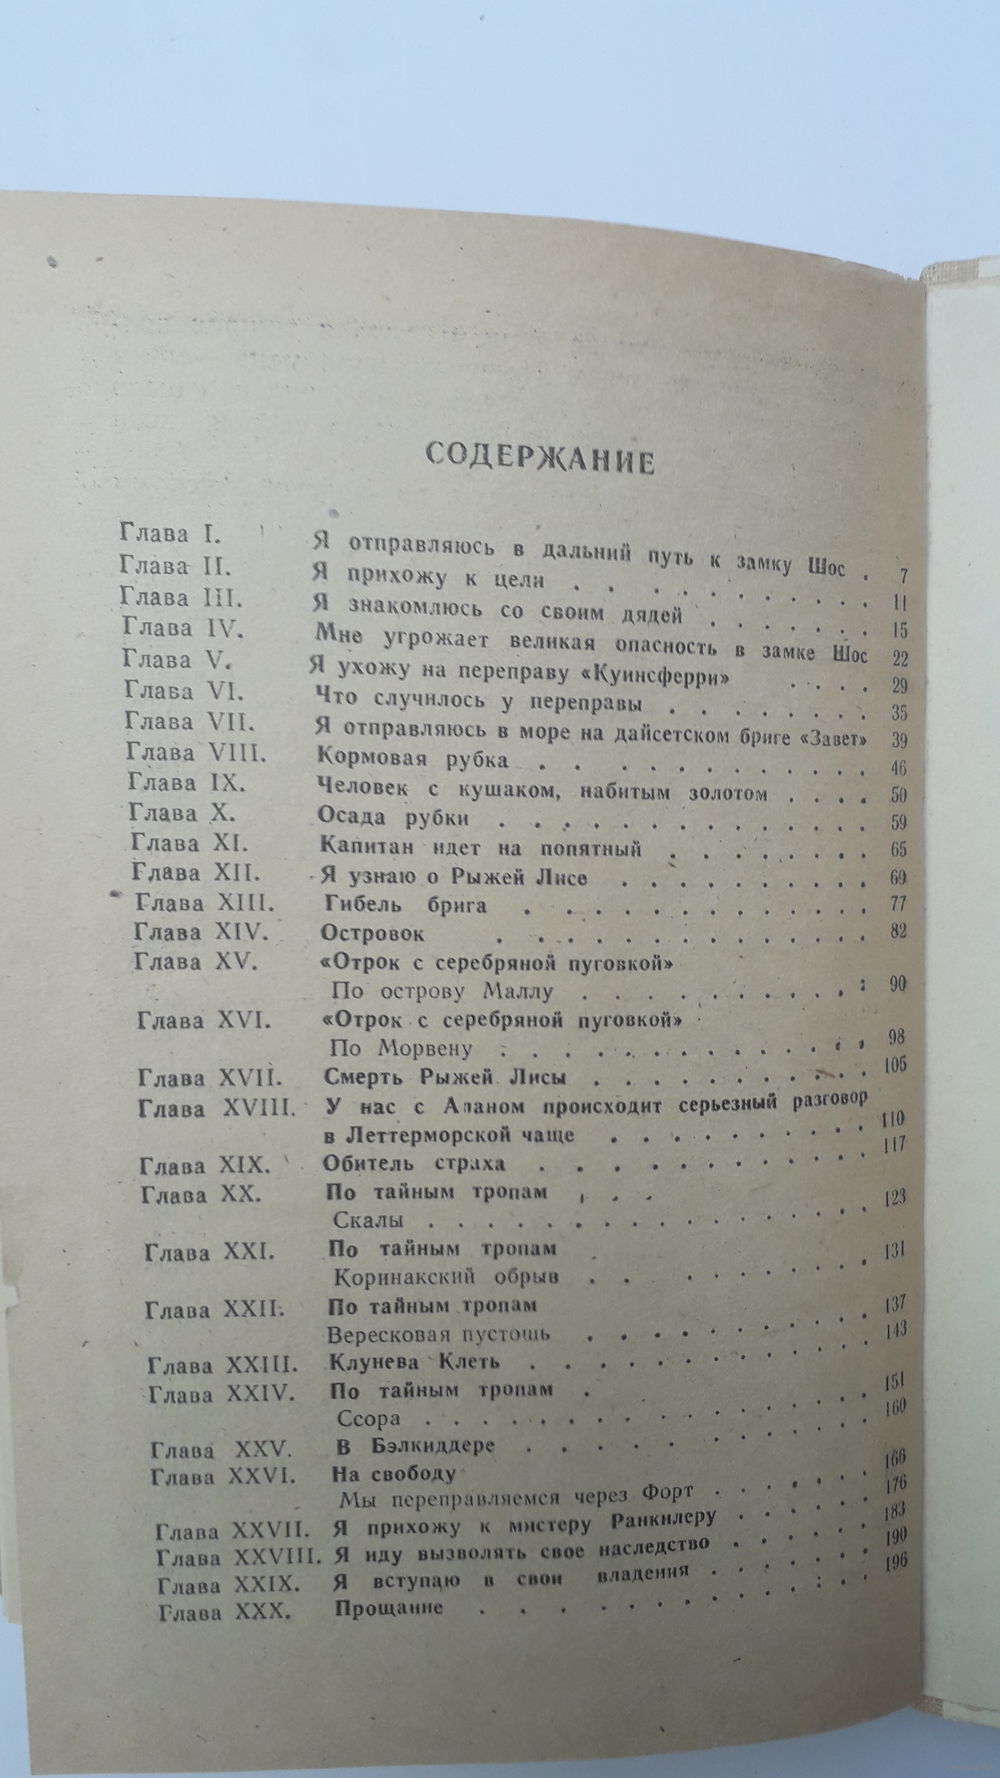 СОДЕРЖАНИЕ
Глава I. Я отправляюсь в дальний путь к замку Шос . 7
Глава II. Я прихожу к цели . . . . . . . . . . 11
Глава III. Я знакомлюсь со своим дядей . . . . . . . 15
Глава IV. Мне угрожает великая опасность в замке Шос 22
Глава V. Я ухожу на переправу «Куинсферри» . . . . 29
Глава VI. Что случилось у переправы . . . . . . . 35
Глава VII. Я отправляюсь в море на дайсетском бриге «Завет» 39
Глава VIII. Кормовая рубка . . . . . . . . . . . 46
Глава IX. Человек с кушаком, набитым золотом . . . . 50
Глава X. Осада рубки . . . . . . . . . . . . . 59
Глава XI. Капитан идет на попятный . . . . . . . 65
Глава XII. Я узнаю о Рыжей Лисе . . . . . . . . . 69
Глава XIII. Гибель брига . . . . . . . . . . . . 77
Глава XIV. Островок . . . . . . . . . . . . . 82
Глава XV. «Отрок с серебряной пуговкой»
По острову Маллу . . . . . . . . . . 90
Глава XVI. «Отрок с серебряной пуговкой»
По Морвену . . . . . . . . . . . . 98
Глава XVII. Смерть Рыжей Лисы . . . . . . . . . . 105
Глава XVIII. У нас с Аланом происходит серьезный разговор
в Леттерморской чаще . . . . . . . . . 110
Глава XIX. Обитель страха . . . . . . . . . . . 117
Глава XX. По тайным тропам . . .
Скалы . . . . . . . . . . . . . . . 123
Глава XXI. По тайным тропам
Коринакский обрыв . . . . . . . . . 131
Глава XXII. По тайным тропам
Вересковая пустошь . . . . . . . . . . 137
Глава XXIII. Клунева Клеть . . . . . . . . . . . . 143
Глава XXIV. По тайным тропам .
Ссора . . . . . . . . . . . . . . . 151
Глава XXV. В Бэлкиддере . . . . . . . . . . . . 160
Глава XXVI. На свободу
Мы переправляемся через Форт . . . . . . 166
Глава XXVII. Я прихожу к мистеру Ранкилеру . . . . . . 176
Глава XXVIII. Я иду вызволять свое наследство . . . . . . 183
Глава XXIX. Я вступаю в свои владения . . . . . . . 190
Глава XXX. Прощание . . . . . . . . . . . . . . 196